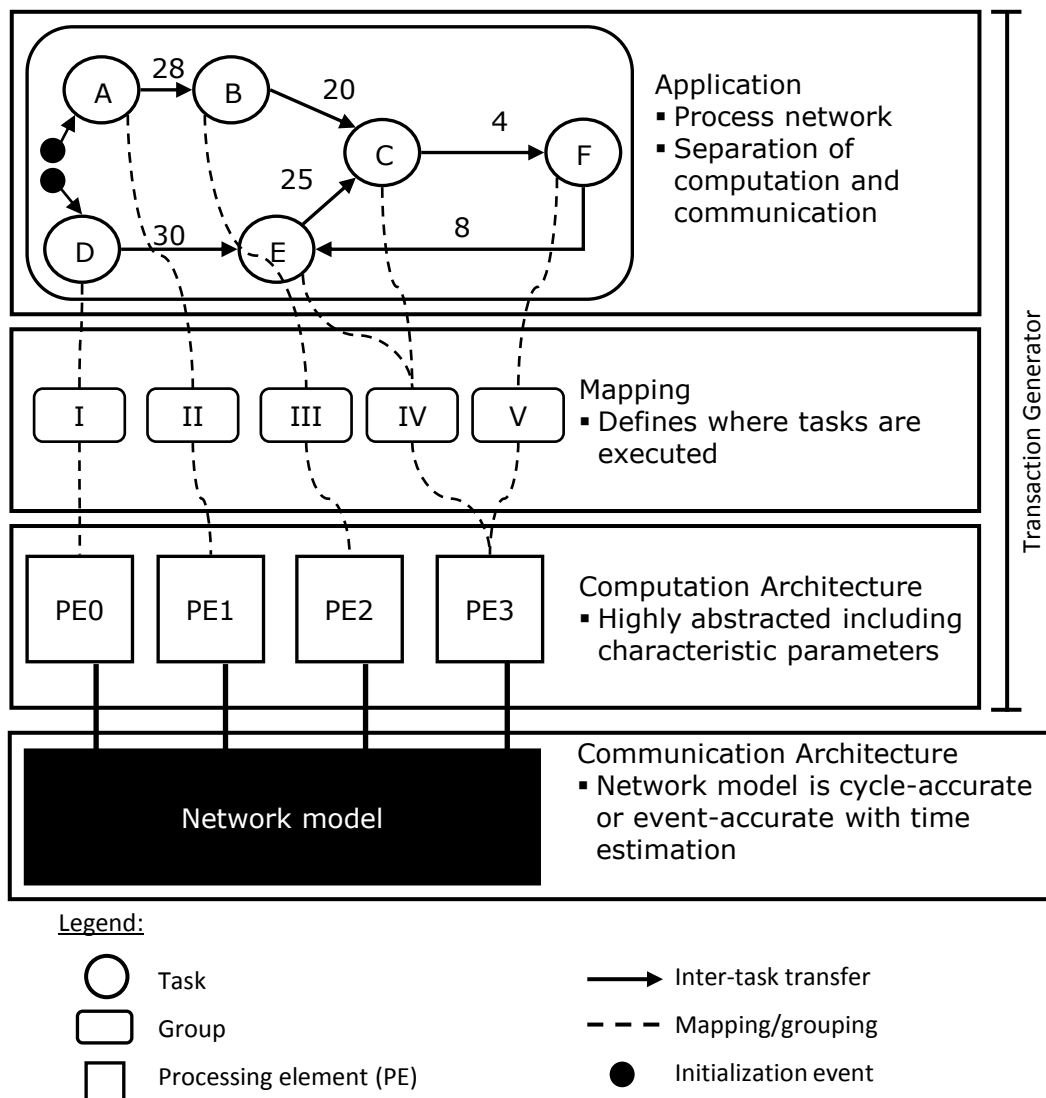 A
28
B
20
C
4
F
25
D
30
E
8
Application
▪ Process network
▪ Separation of
computation and
communication
I
II
III
IV
V
Mapping
▪ Defines where tasks are
executed
PE0
PE1
PE2
PE3
Computation Architecture
▪ Highly abstracted including
characteristic parameters
Transaction Generator
Network model
Communication Architecture
▪ Network model is cycle-accurate
or event-accurate with time
estimation
Legend:
Task
Group
Processing element (PE)
Inter-task transfer
Mapping/grouping
Initialization event